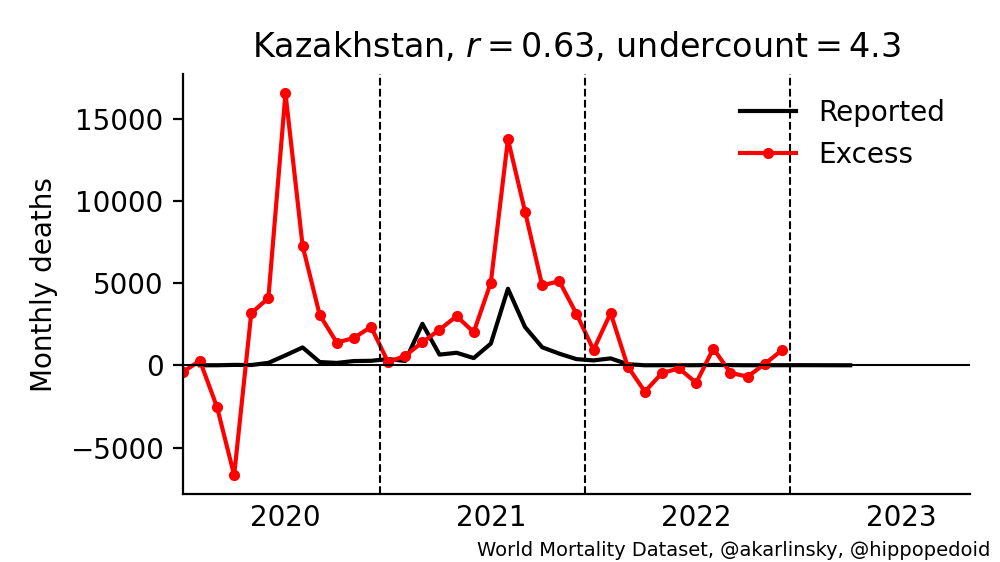 Kazakhstan, r = 0.63, undercount = 4.3
Monthly deaths
15000
10000
5000
0
−5000
Reported
Excess
2020 2021 2022 2023
World Mortality Dataset, @akarlinsky, @hippopedoid